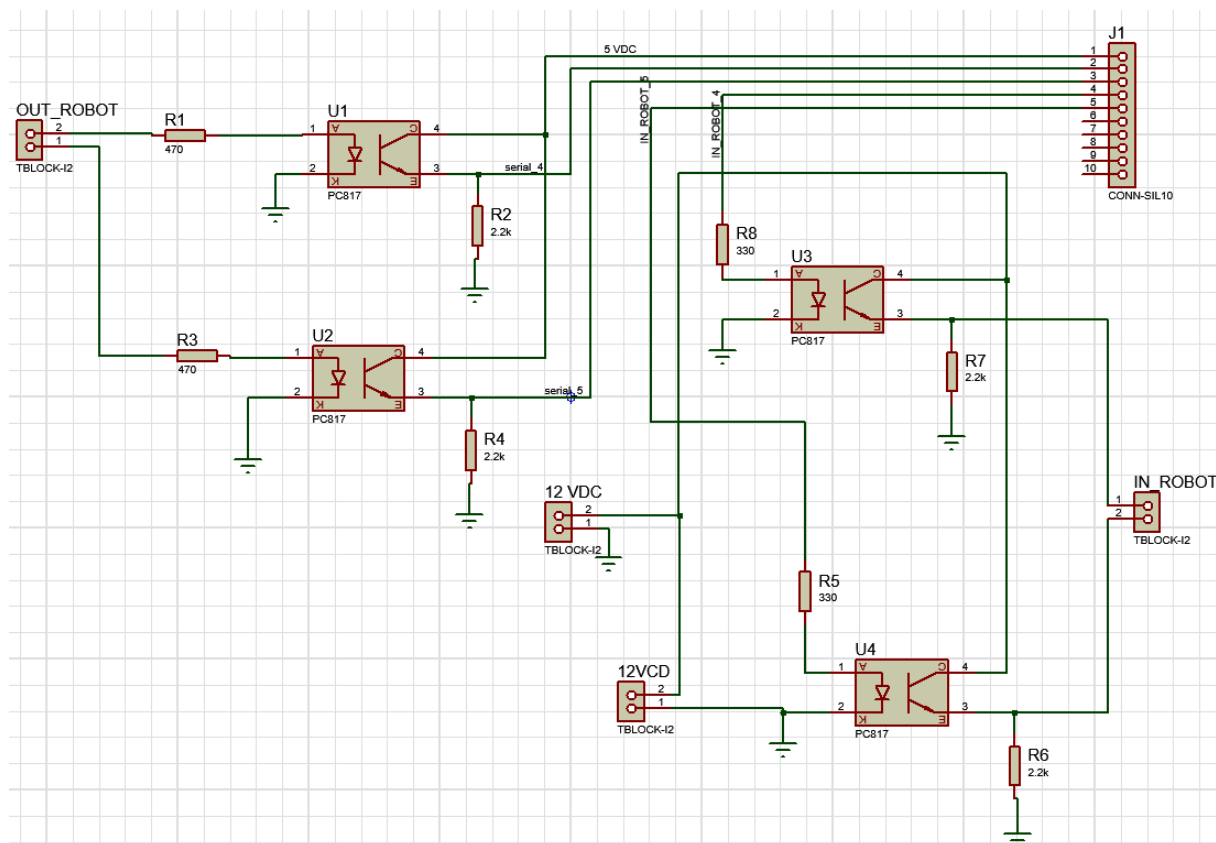 J1
5 VDC
1
2
3
4
5
6
7
8
9
10
CONN-SIL10
IN_ROBOT_5
IN_ROBOT_4
OUT_ROBOT
2
1
TBLOCK-I2
R1
470
U1
1
A
C
4
2
K
E
3
PC817
serial_4
R2
2.2k
R8
330
U3
1
A
C
4
2
K
E
3
PC817
R7
2.2k
R3
470
U2
1
A
C
4
2
K
E
3
PC817
serial_5
R4
2.2k
12 VDC
2
1
TBLOCK-I2
IN_ROBOT
1
2
TBLOCK-I2
R5
330
12VCD
2
1
TBLOCK-I2
U4
1
A
C
4
2
K
E
3
PC817
R6
2.2k